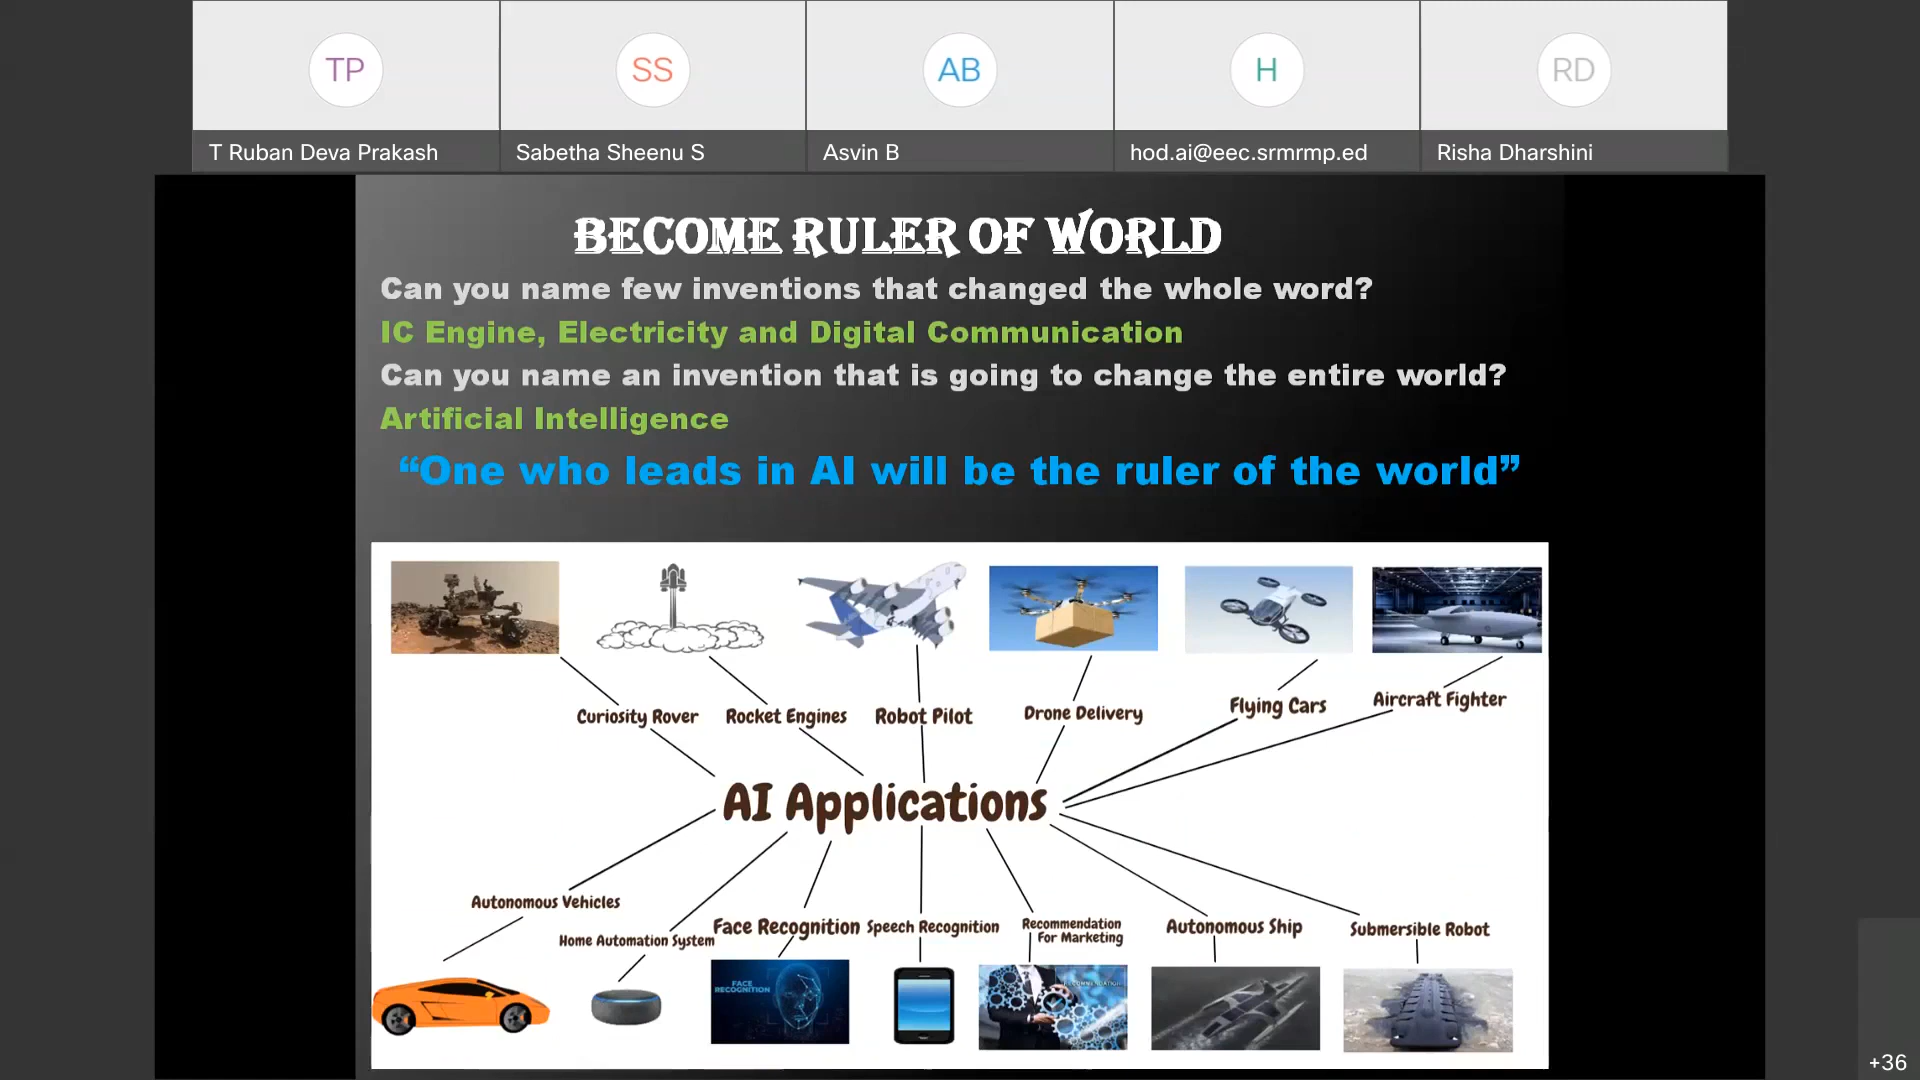 TP
SS
AB
H
RD
T Ruban Deva Prakash
Sabetha Sheenu S
Asvin B
hod.ai@eec.srmrmp.ed
Risha Dharshini
BECOME RULER OF WORLD
Can you name few inventions that changed the whole word?
IC Engine, Electricity and Digital Communication
Can you name an invention that is going to change the entire world?
Artificial Intelligence
“One who leads in AI will be the ruler of the world”
Curiosity Rover
Rocket Engines
Robot Pilot
Drone Delivery
Flying Cars
Aircraft Fighter
AI Applications
Autonomous Vehicles
Home Automation System
Face Recognition
Speech Recognition
Recommendation
For Marketing
Autonomous Ship
Submersible Robot
FACE
RECOGNITION
RECOMMENDATION
+36